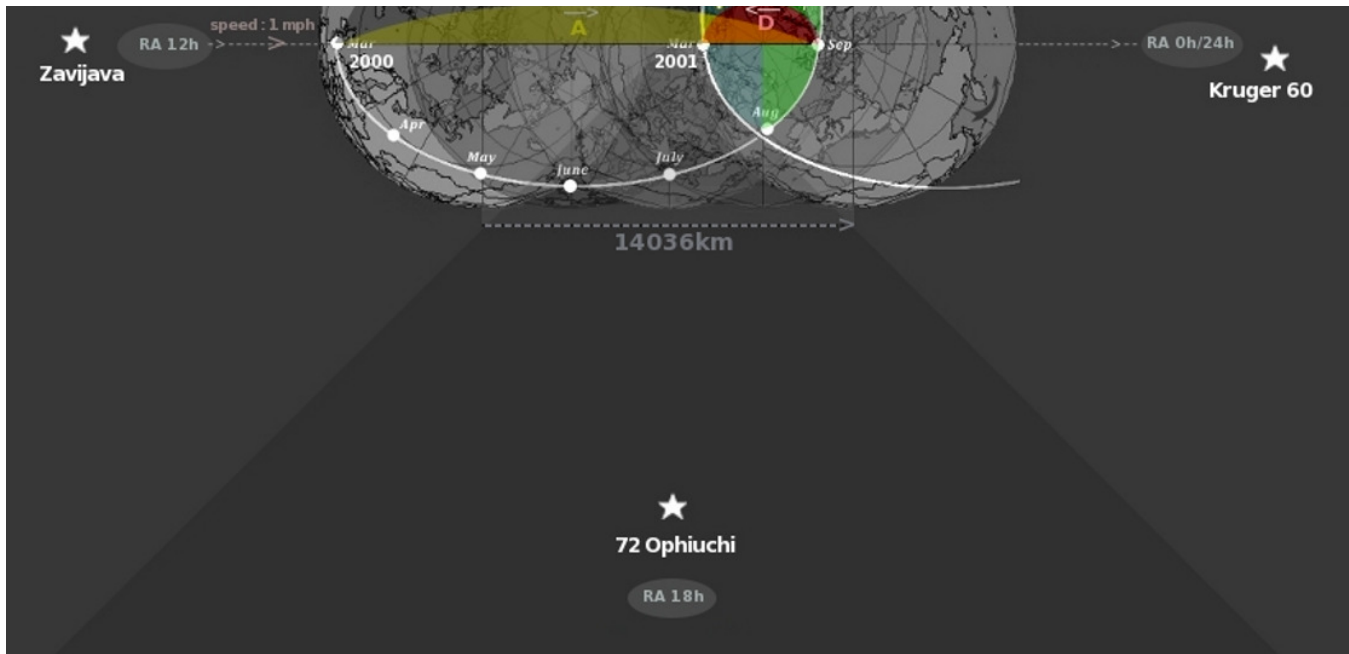 speed: 1 mph
RA 12h
Zavijava
Mar
2000
A
D
Mar
2001
Sep
RA 0h/24h
Kruger 60
Apr
May
June
July
Aug
14036km
72 Ophiuchi
RA 18h